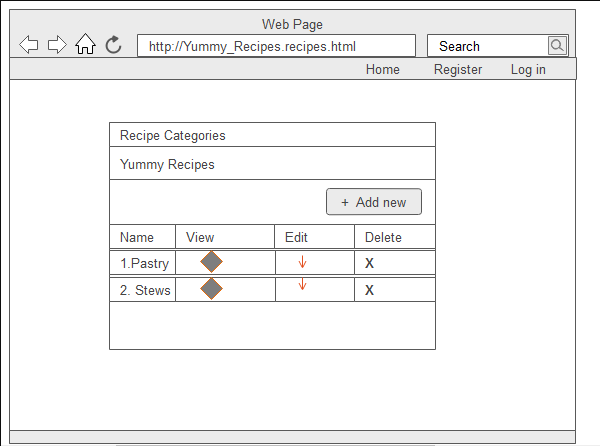 Web Page
http://Yummy_Recipes.recipes.html Search
Home Register Log in
Recipe Categories
Yummy Recipes
+ Add new
Name View Edit Delete
1.Pastry X
2. Stews X